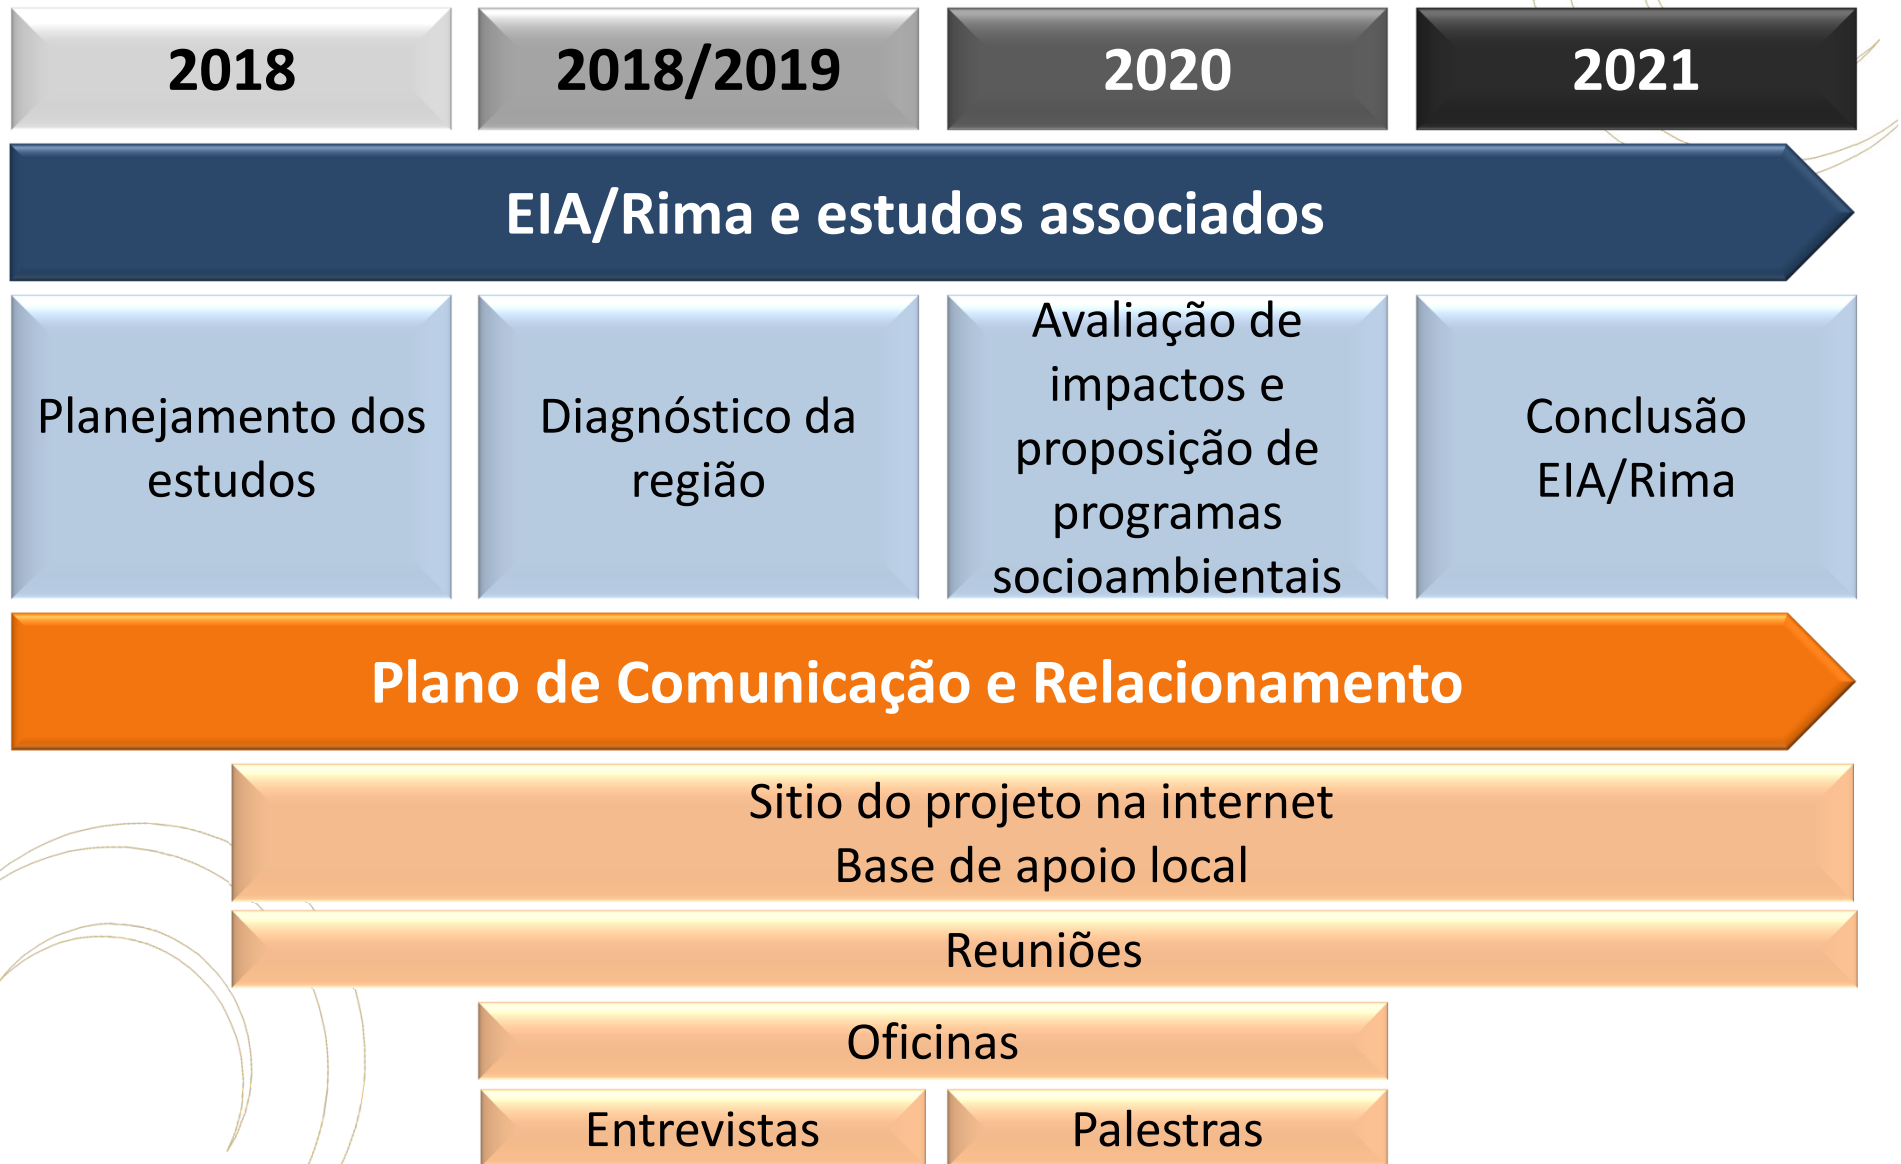 2018
2018/2019
2020
2021
EIA/Rima e estudos associados
Planejamento dos
estudos
Diagnóstico da
região
Avaliação de
impactos e
proposição de
programas
socioambientais
Conclusão
EIA/Rima
Plano de Comunicação e Relacionamento
Sitio do projeto na internet
Base de apoio local
Reuniões
Oficinas
Entrevistas
Palestras